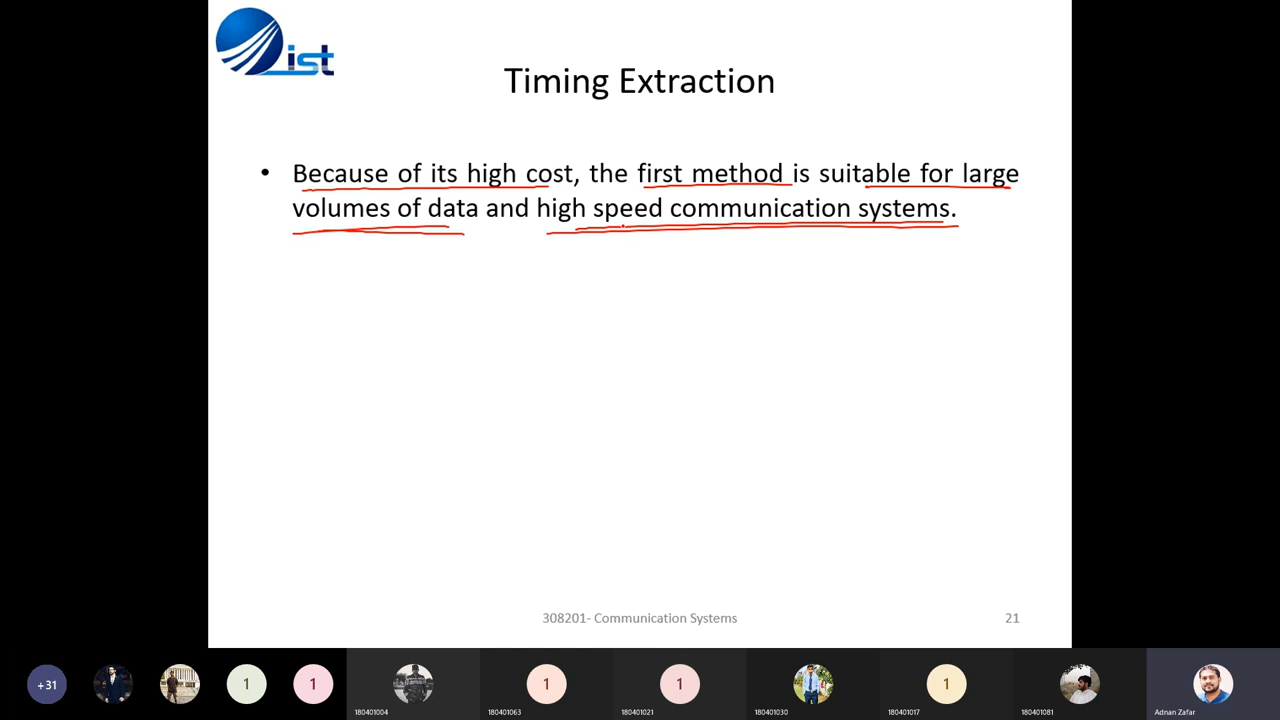 ist
Timing Extraction
• Because of its high cost, the first method is suitable for large
volumes of data and high speed communication systems.
308201- Communication Systems
21
+31
1
1
1
1
1
180401004
180401063
180401021
180401030
180401017
180401081
Adnan Zafar